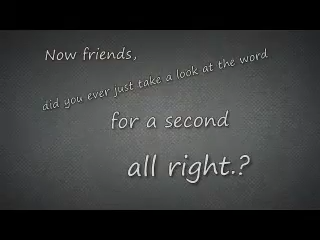 Now friends,
did you ever just take a look at the word
for a second
all right.?